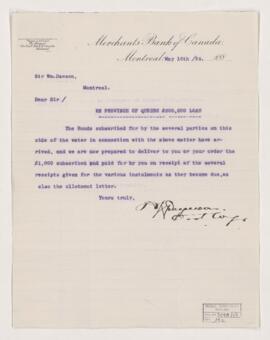 Merchants Bank of Canada.
Montreal, May 10th /94. 188
Sir Wm. Dawson,
Montreal.
Dear Sir/
RE PROVINCE OF QUEBEC LOAN
The Bonds subscribed for by the several parties on this
side of the water in connection with the above matter have ar-
rived, and we are now prepared to deliver to you or your order the
£1,000 subscribed and paid for by you on receipt of the several
receipts given for the various instalments as they became due, as
also the allotment letter.
Yours truly,